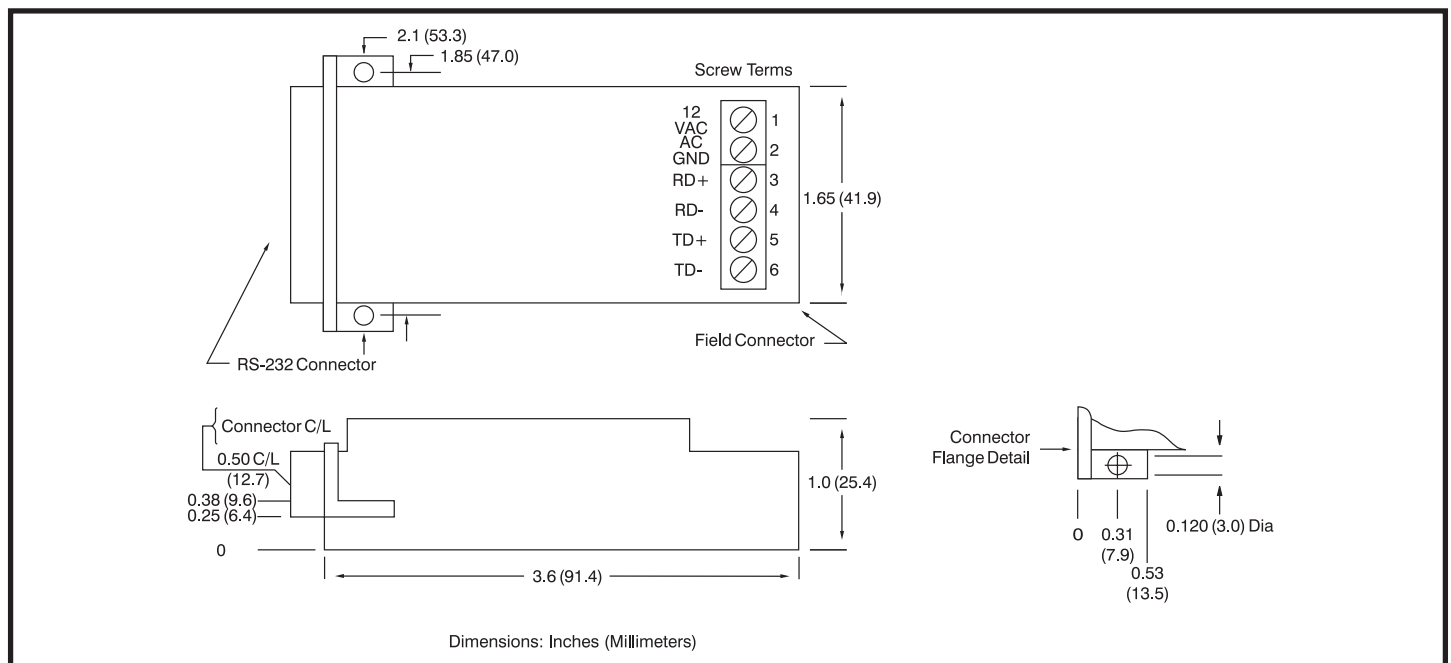 2.1 (53.3)
1.85 (47.0)
Screw Terms
12
VAC
1
AC
GND
2
RD+
3
RD-
4
TD+
5
TD-
6
1.65 (41.9)
Field Connector
RS-232 Connector
Connector C/L
0.50 C/L
(12.7)
0.38 (9.6)
0.25 (6.4)
0
1.0 (25.4)
3.6 (91.4)
Connector
Flange Detail
0
0.31
(7.9)
0.53
(13.5)
0.120 (3.0) Dia
Dimensions: Inches (Millimeters)